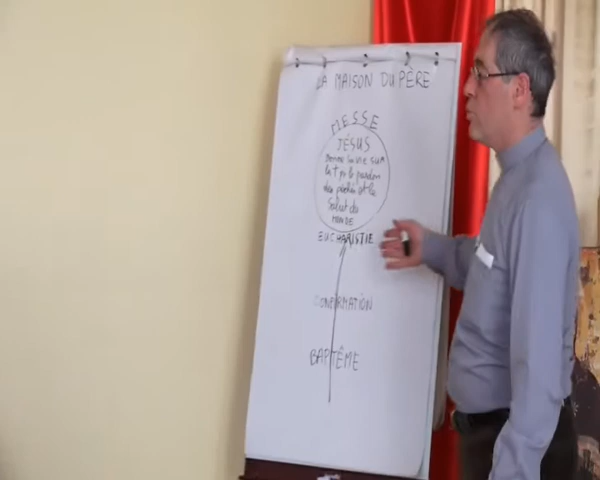 LA MAISON DU PÈRE
MESSE
JÉSUS
Donne sa vie sur
la † pr le pardon
des péchés et le
Salut du
MONDE
EUCHARISTIE
CONFIRMATION
BAPTÊME